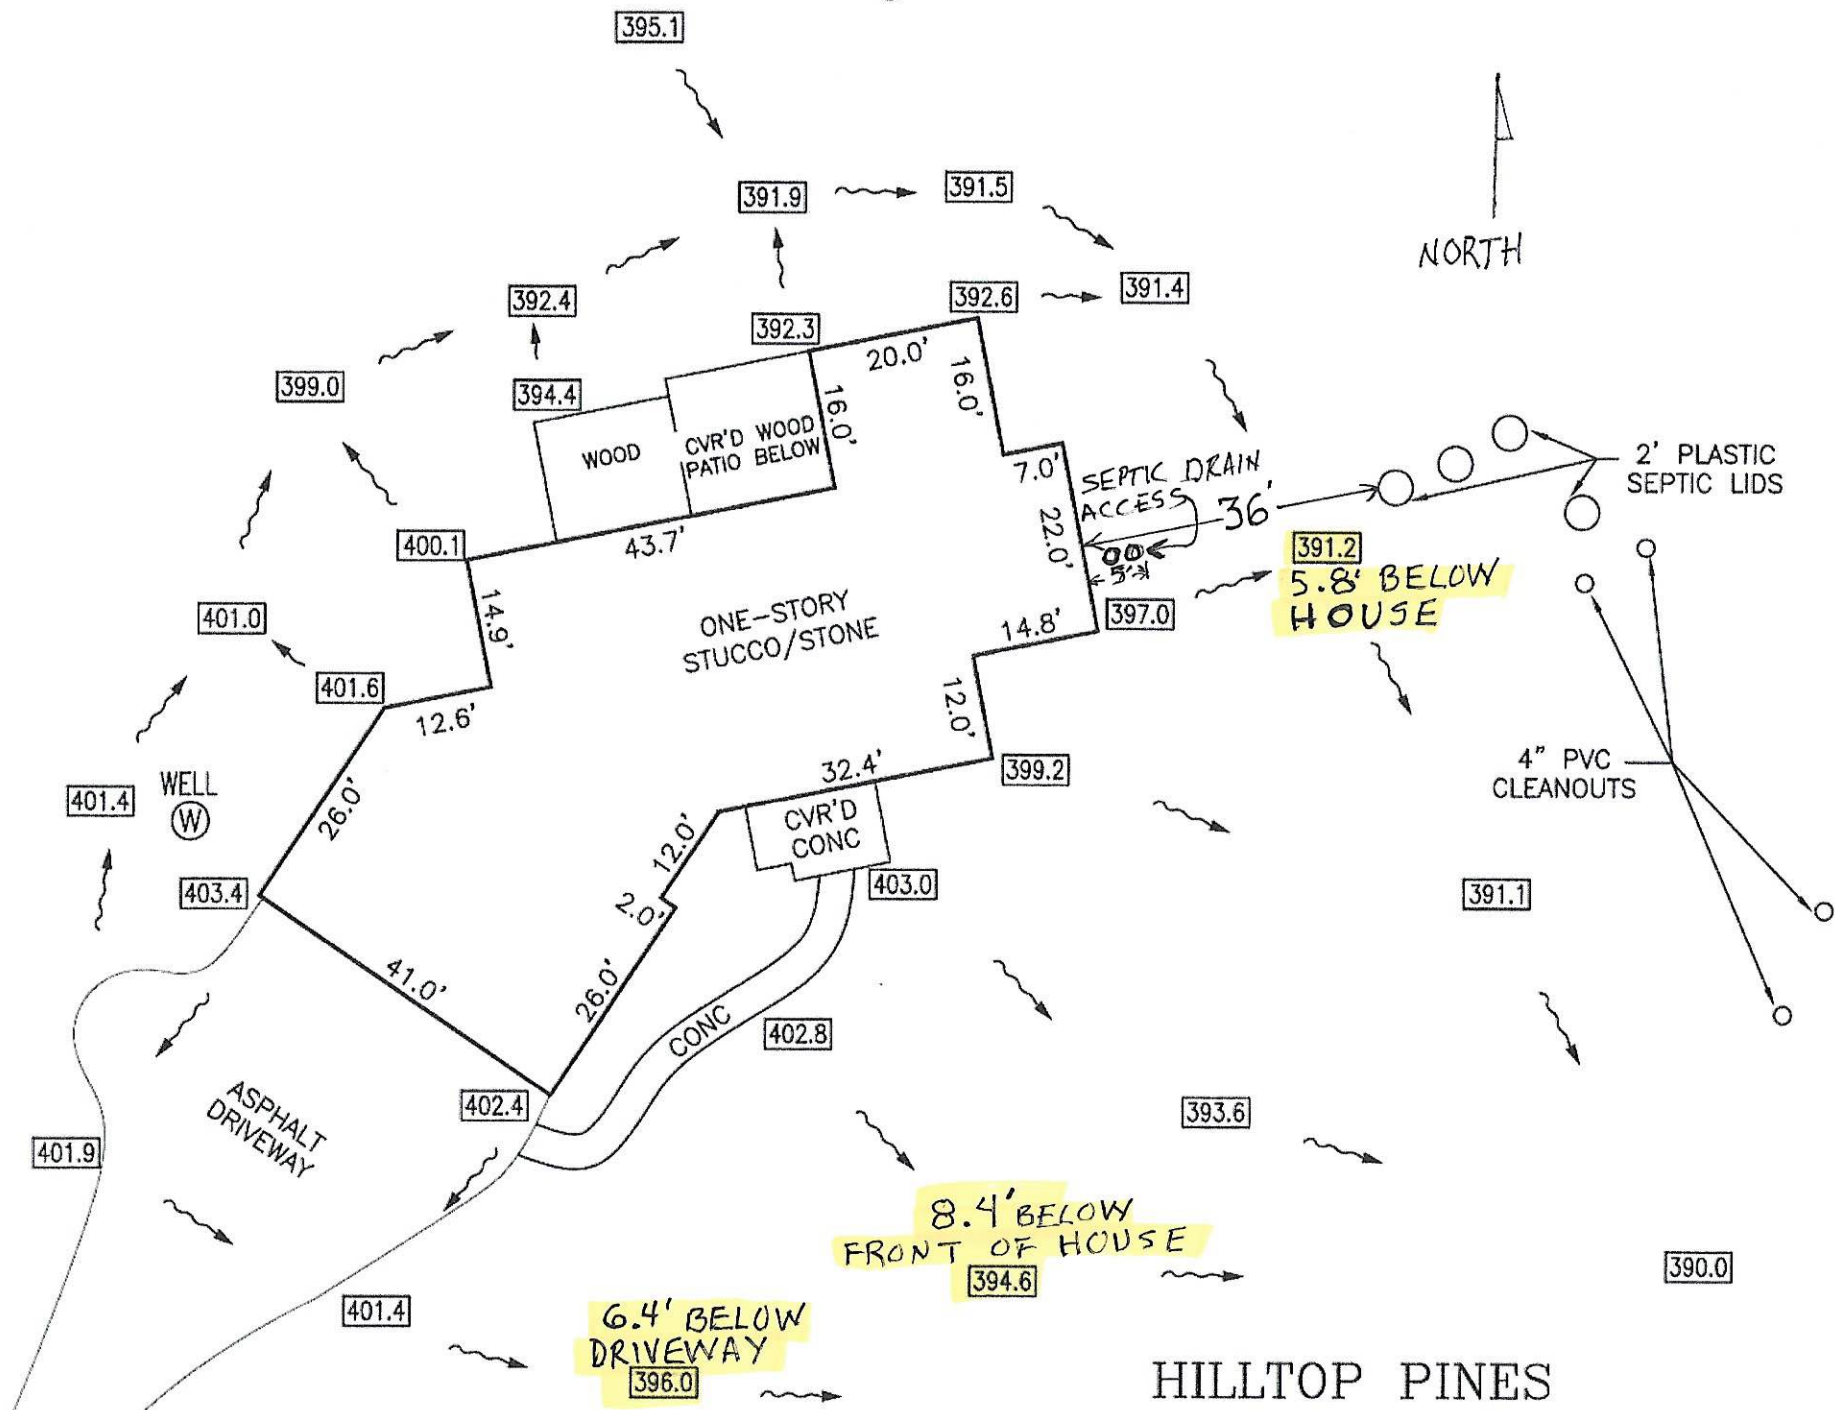 395.1
391.9
391.5
NORTH
392.4
392.6
391.4
392.3
20.0'
399.0
394.4
16.0'
16.0'
WOOD
CVR'D WOOD
PATIO BELOW
7.0'
SEPTIC DRAIN
ACCESS
36'
2' PLASTIC
SEPTIC LIDS
400.1
43.7'
22.0'
5'
391.2
5.8' BELOW
HOUSE
14.9'
401.0
ONE-STORY
STUCCO/STONE
14.8'
397.0
401.6
12.6'
12.0'
32.4'
399.2
4" PVC
CLEANOUTS
401.4
WELL
W
26.0'
12.0'
CVR'D
CONC
403.4
2.0'
403.0
391.1
41.0'
26.0'
CONC
402.8
402.4
ASPHALT
DRIVEWAY
393.6
401.9
8.4' BELOW
FRONT OF HOUSE
394.6
390.0
401.4
6.4' BELOW
DRIVEWAY
396.0
HILLTOP PINES